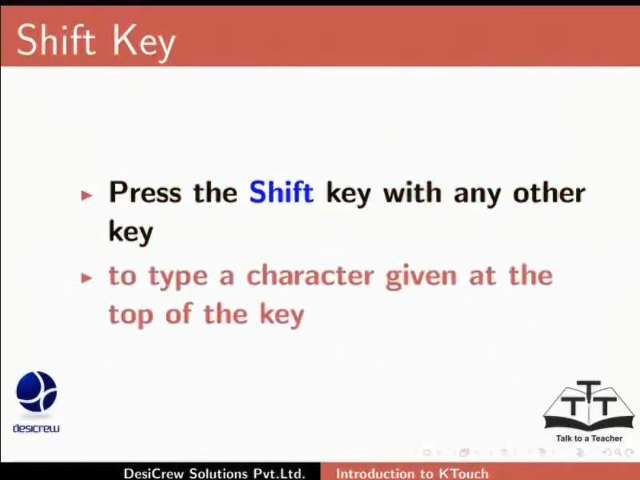 Shift Key
Press the Shift key with any other
key
to type a character given at the
top of the key
desicrew
TTT
Talk to a Teacher
DesiCrew Solutions Pvt.Ltd. Introduction to KTouch